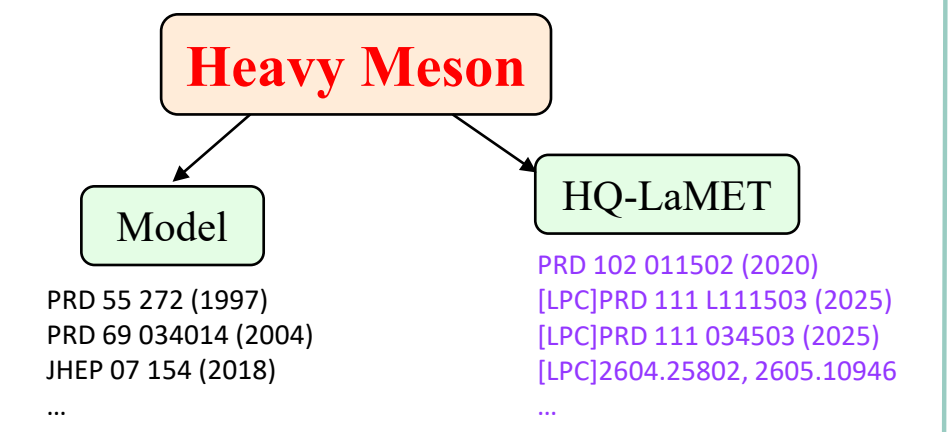 Heavy Meson
Model
PRD 55 272 (1997)
PRD 69 034014 (2004)
JHEP 07 154 (2018)
…
HQ-LaMET
PRD 102 011502 (2020)
[LPC]PRD 111 L111503 (2025)
[LPC]PRD 111 034503 (2025)
[LPC]2604.25802, 2605.10946
…